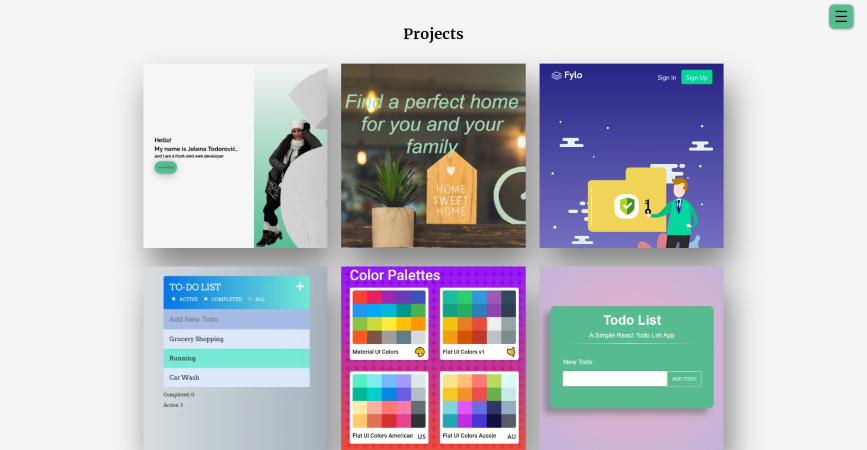 Projects
Hello!
My name is Jelena Todorović,
and I am a front-end web developer
Find a perfect home
for you and your
family
HOME
SWEET
HOME
Fylo
Sign In
Sign Up
TO-DO LIST
ACTIVE
COMPLETED
ALL
Add New Todo
Grocery Shopping
Running
Car Wash
Completed: 0
Active: 3
Color Palettes
Material UI Colors
Flat UI Colors v1
Flat UI Colors American
US
Flat UI Colors Aussie
AU
Todo List
A Simple React Todo List App
New Todo
ADD TODO